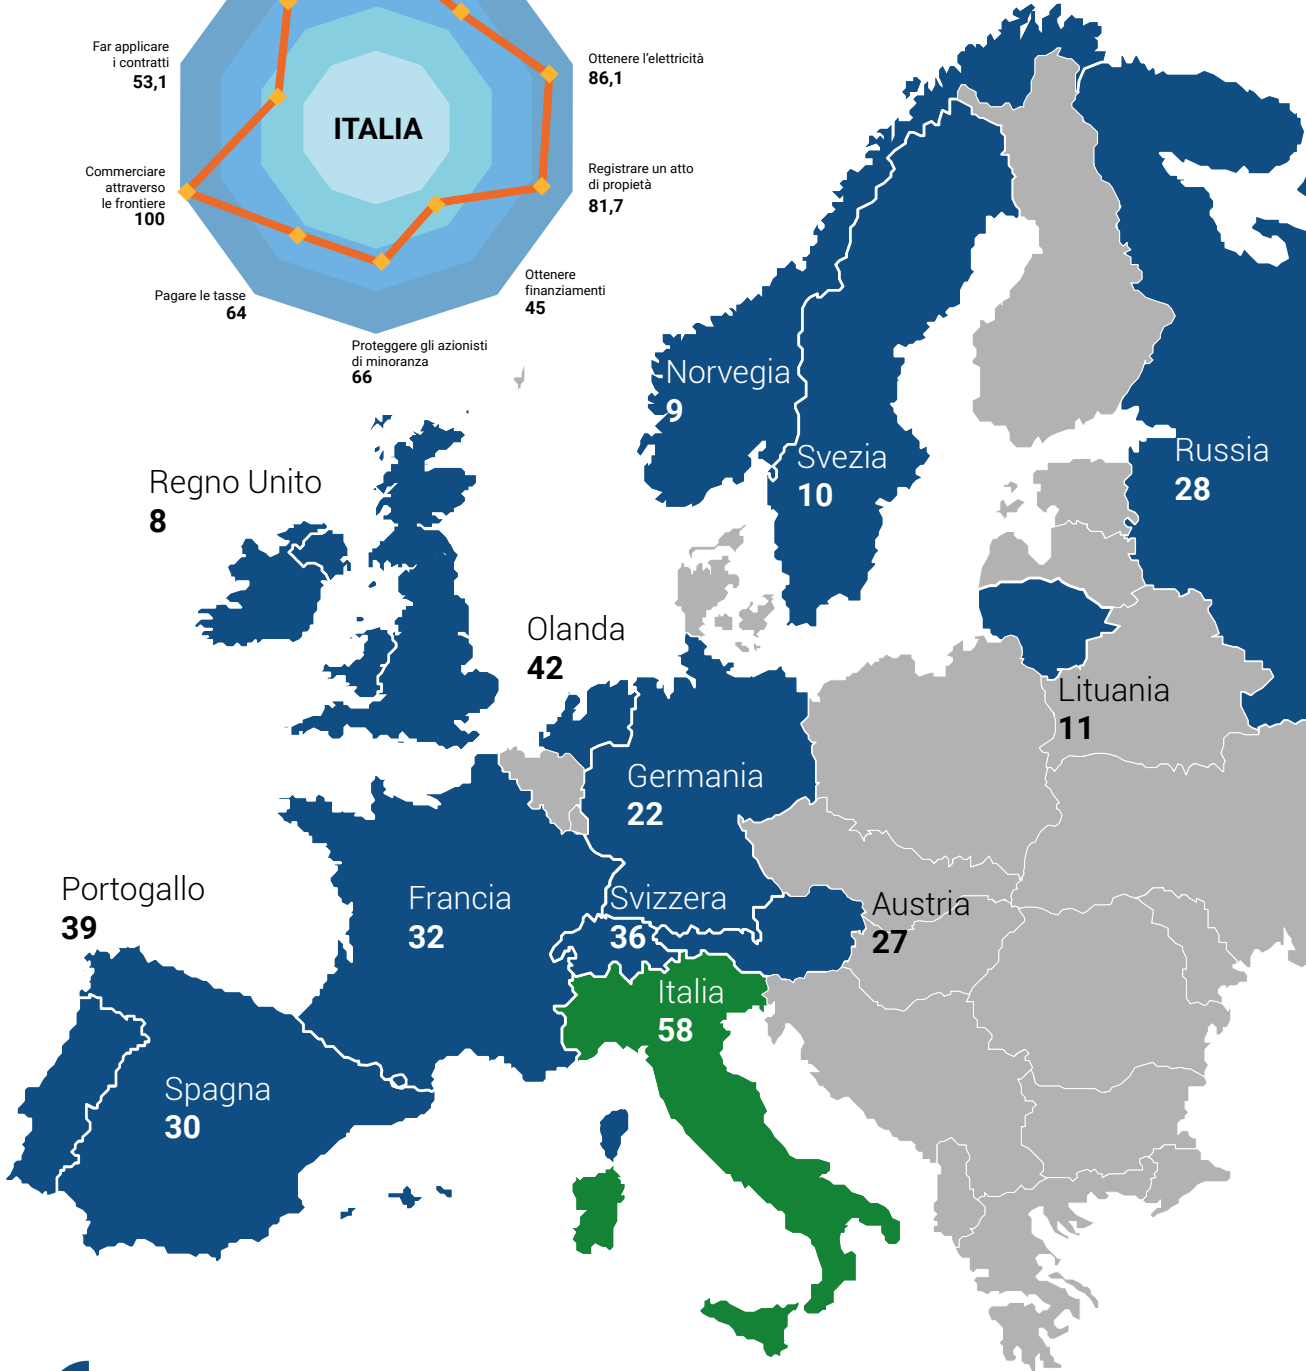 Far applicare
i contratti
53,1
Ottenere l'elettricità
86,1
ITALIA
Commerciare
attraverso
le frontiere
100
Registrare un atto
di propietà
81,7
Pagare le tasse
64
Ottenere
finanziamenti
45
Proteggere gli azionisti
di minoranza
66
Norvegia
9
Svezia
10
Russia
28
Regno Unito
8
Olanda
42
Lituania
11
Germania
22
Portogallo
39
Francia
32
Svizzera
36
Austria
27
Italia
58
Spagna
30